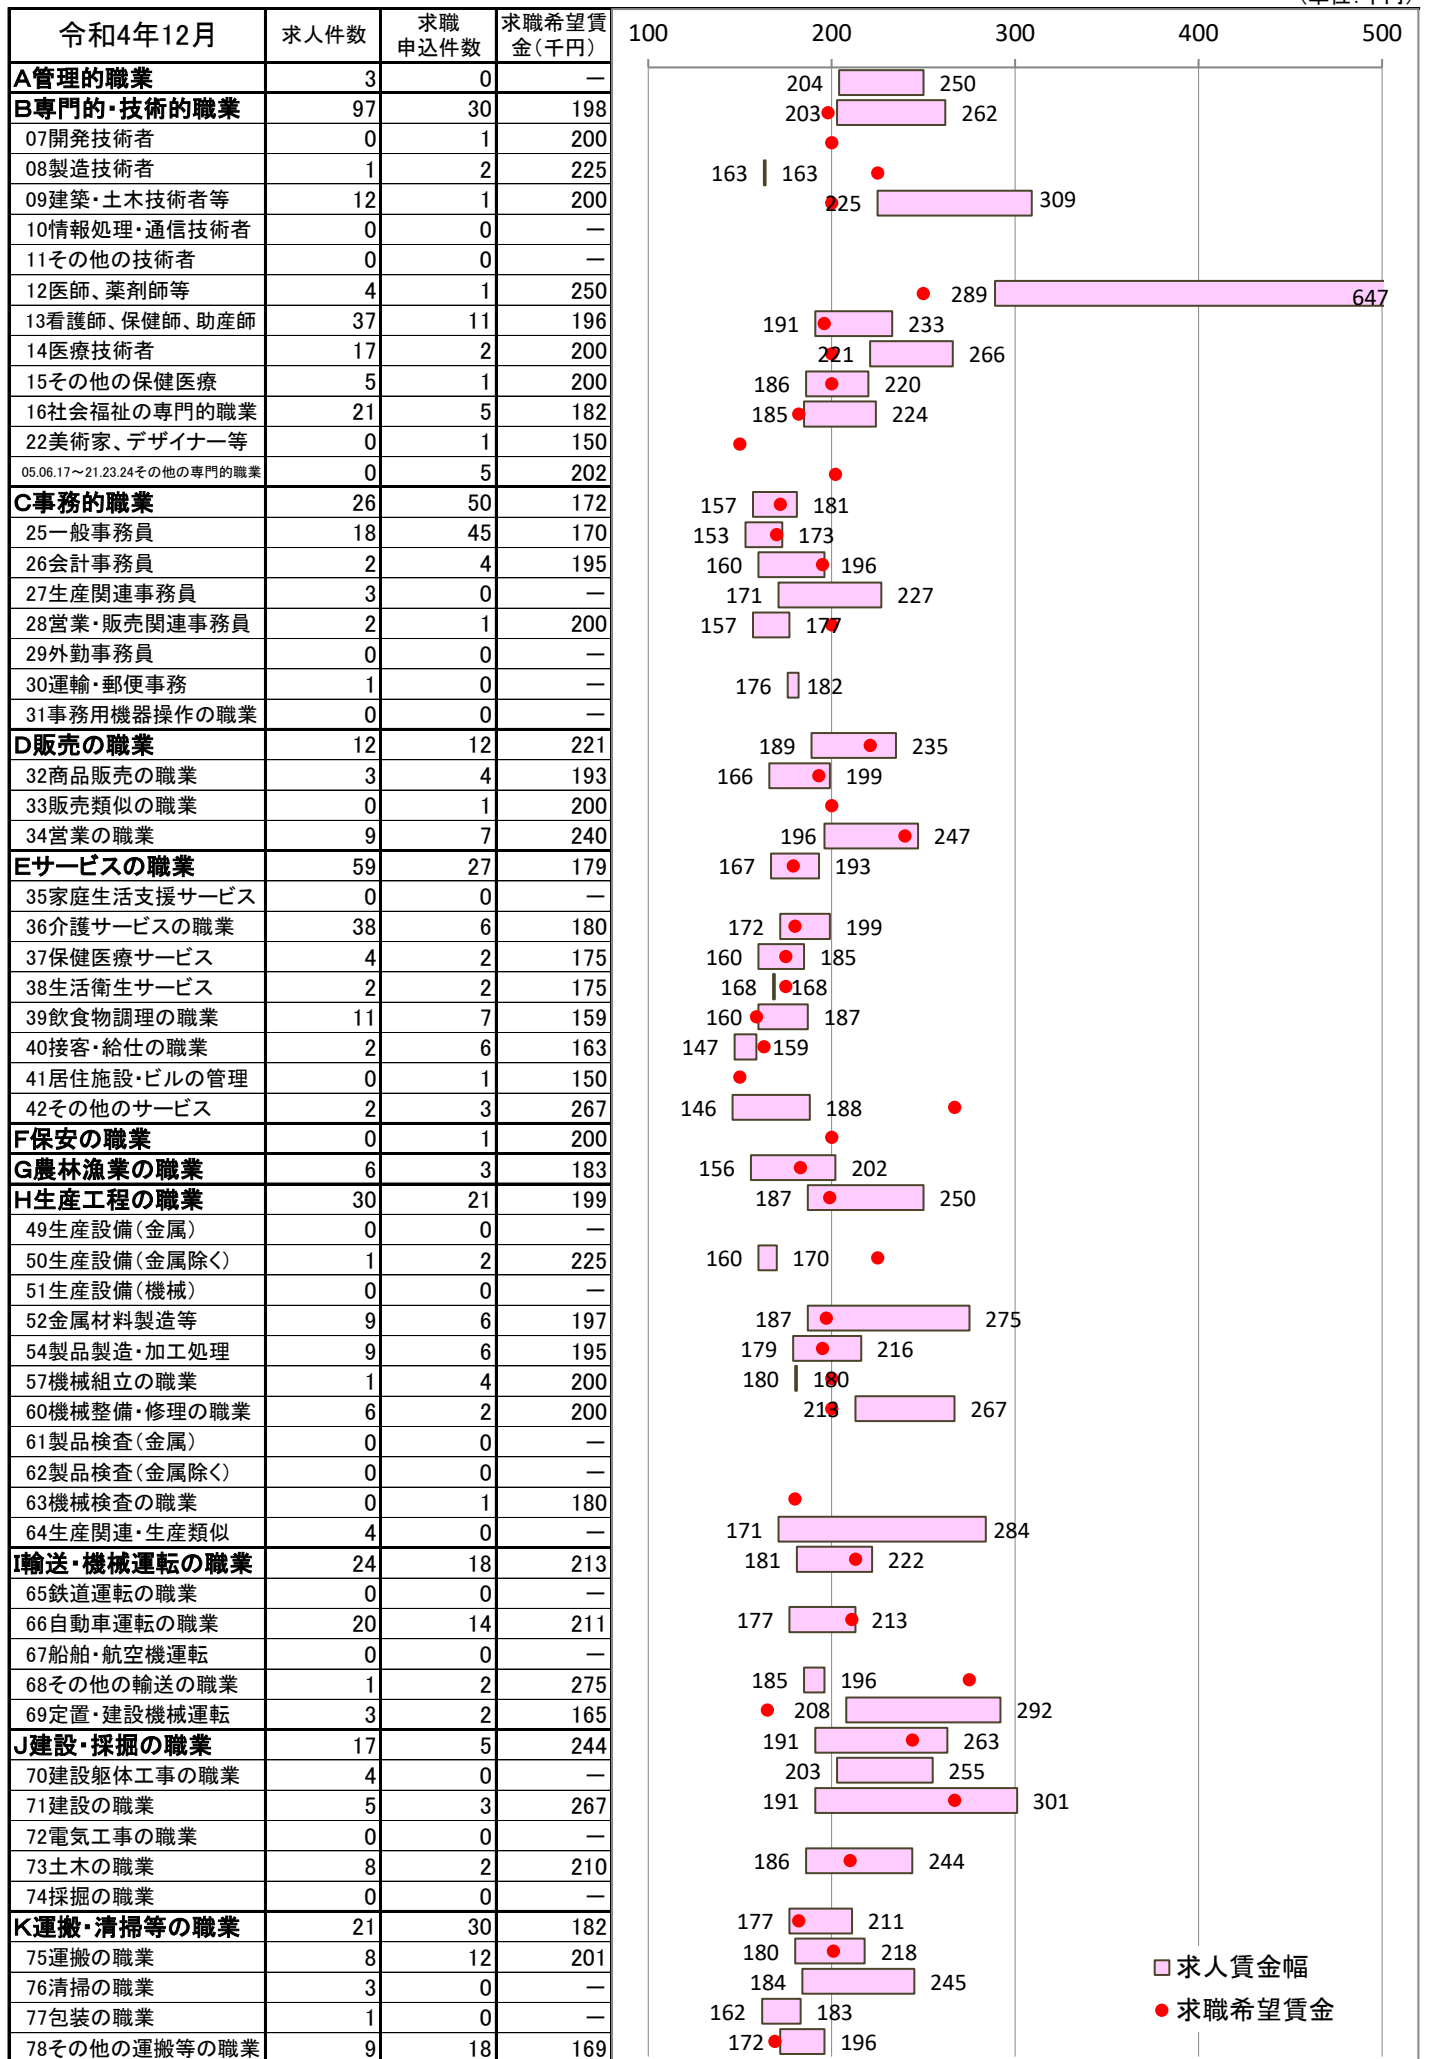 (単位：千円)
令和4年12月 求人件数 求職申込件数 求職希望賃金(千円) 100 200 300 400 500
A管理的職業 3 0 － 204 250
B専門的・技術的職業 97 30 198 203 262
07開発技術者 0 1 200
08製造技術者 1 2 225 163 163
09建築・土木技術者等 12 1 200 225 309
10情報処理・通信技術者 0 0 －
11その他の技術者 0 0 －
12医師、薬剤師等 4 1 250 289 647
13看護師、保健師、助産師 37 11 196 191 233
14医療技術者 17 2 200 221 266
15その他の保健医療 5 1 200 186 220
16社会福祉の専門的職業 21 5 182 185 224
22美術家、デザイナー等 0 1 150
05.06.17～21.23.24その他の専門的職業 0 5 202
C事務的職業 26 50 172 157 181
25一般事務員 18 45 170 153 173
26会計事務員 2 4 195 160 196
27生産関連事務員 3 0 － 171 227
28営業・販売関連事務員 2 1 200 157 177
29外勤事務員 0 0 －
30運輸・郵便事務 1 0 － 176 182
31事務用機器操作の職業 0 0 －
D販売の職業 12 12 221 189 235
32商品販売の職業 3 4 193 166 199
33販売類似の職業 0 1 200
34営業の職業 9 7 240 196 247
Eサービスの職業 59 27 179 167 193
35家庭生活支援サービス 0 0 －
36介護サービスの職業 38 6 180 172 199
37保健医療サービス 4 2 175 160 185
38生活衛生サービス 2 2 175 168 168
39飲食物調理の職業 11 7 159 160 187
40接客・給仕の職業 2 6 163 147 159
41居住施設・ビルの管理 0 1 150
42その他のサービス 2 3 267 146 188
F保安の職業 0 1 200
G農林漁業の職業 6 3 183 156 202
H生産工程の職業 30 21 199 187 250
49生産設備(金属) 0 0 －
50生産設備(金属除く) 1 2 225 160 170
51生産設備(機械) 0 0 －
52金属材料製造等 9 6 197 187 275
54製品製造・加工処理 9 6 195 179 216
57機械組立の職業 1 4 200 180 180
60機械整備・修理の職業 6 2 200 213 267
61製品検査(金属) 0 0 －
62製品検査(金属除く) 0 0 －
63機械検査の職業 0 1 180
64生産関連・生産類似 4 0 － 171 284
I輸送・機械運転の職業 24 18 213 181 222
65鉄道運転の職業 0 0 －
66自動車運転の職業 20 14 211 177 213
67船舶・航空機運転 0 0 －
68その他の輸送の職業 1 2 275 185 196
69定置・建設機械運転 3 2 165 208 292
J建設・採掘の職業 17 5 244 191 263
70建設躯体工事の職業 4 0 － 203 255
71建設の職業 5 3 267 191 301
72電気工事の職業 0 0 －
73土木の職業 8 2 210 186 244
74採掘の職業 0 0 －
K運搬・清掃等の職業 21 30 182 177 211
75運搬の職業 8 12 201 180 218
76清掃の職業 3 0 － 184 245
77包装の職業 1 0 － 162 183
78その他の運搬等の職業 9 18 169 172 196
求人賃金幅
求職希望賃金